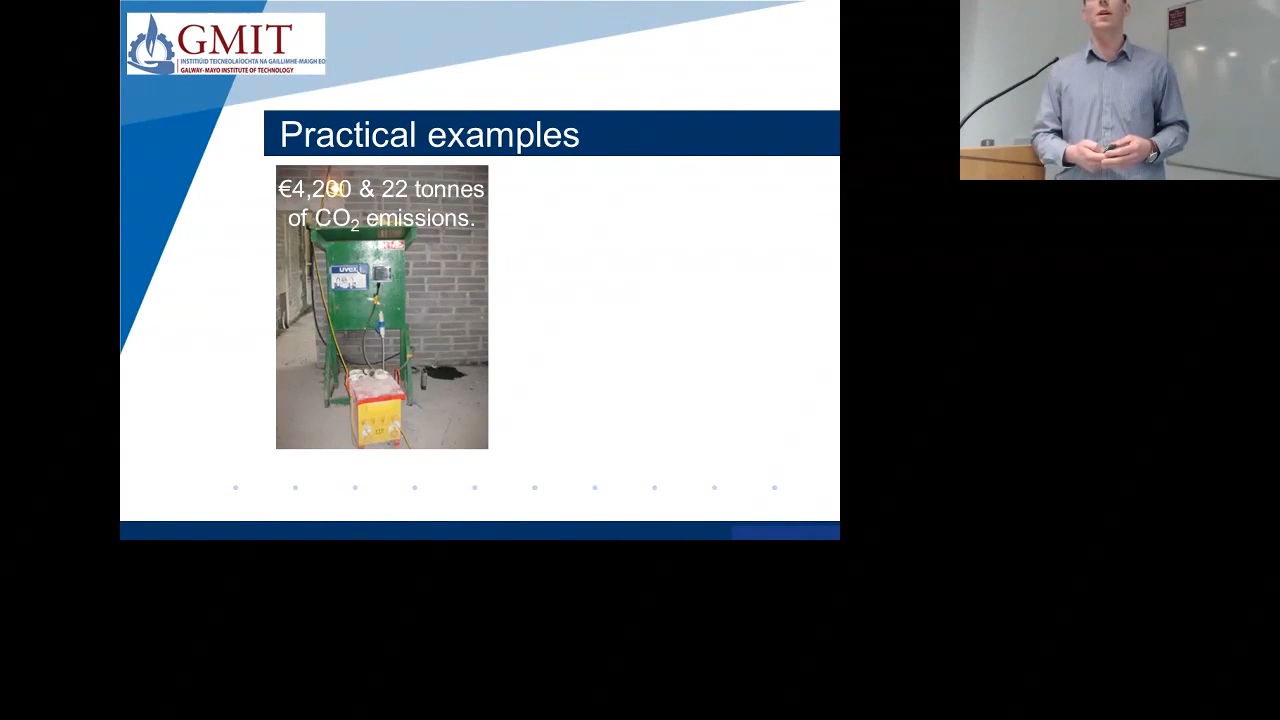 GMIT
INSTITIÚID TEICNEOLAÍOCHTA NA GAILLIMHE-MAIGH EO
GALWAY-MAYO INSTITUTE OF TECHNOLOGY
Practical examples
€4,200 & 22 tonnes
of CO2 emissions.
uvex